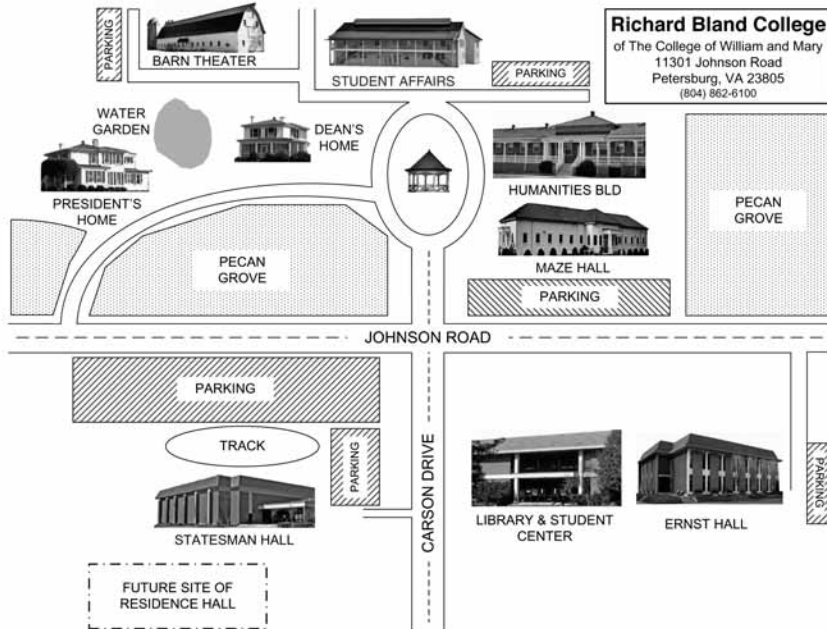 Richard Bland College
of The College of William and Mary
11301 Johnson Road
Petersburg, VA 23805
(804) 862-6100
PARKING
BARN THEATER
STUDENT AFFAIRS
PARKING
WATER
GARDEN
DEAN'S
HOME
PRESIDENT'S
HOME
HUMANITIES BLD
MAZE HALL
PARKING
PECAN
GROVE
PECAN
GROVE
JOHNSON ROAD
PARKING
TRACK
PARKING
STATESMAN HALL
CARSON DRIVE
LIBRARY & STUDENT
CENTER
ERNST HALL
PARKING
FUTURE SITE OF
RESIDENCE HALL